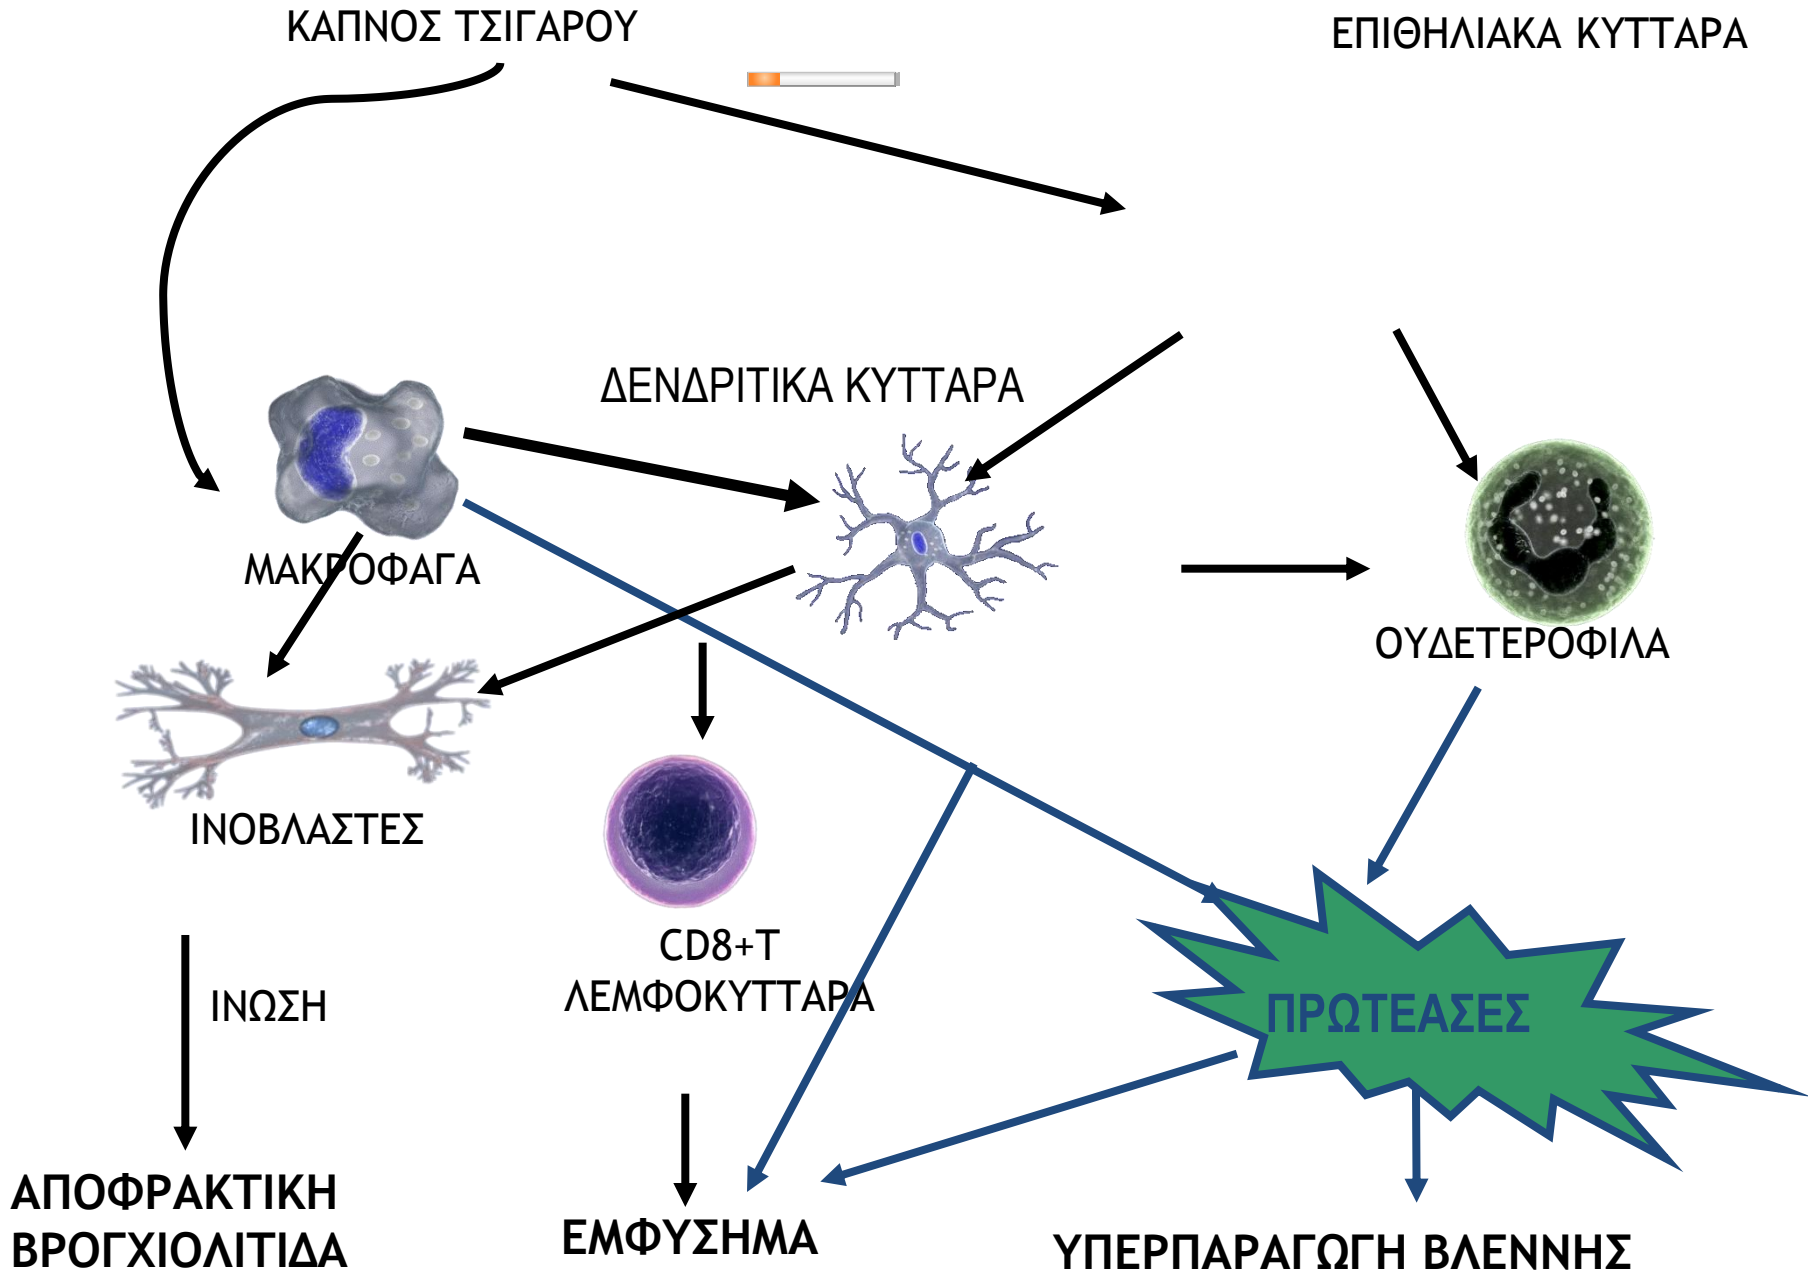 ΚΑΠΝΟΣ ΤΣΙΓΑΡΟΥ
ΕΠΙΘΗΛΙΑΚΑ ΚΥΤΤΑΡΑ
ΔΕΝΔΡΙΤΙΚΑ ΚΥΤΤΑΡΑ
ΜΑΚΡΟΦΑΓΑ
ΟΥΔΕΤΕΡΟΦΙΛΑ
ΙΝΟΒΛΑΣΤΕΣ
CD8+T
ΛΕΜΦΟΚΥΤΤΑΡΑ
ΙΝΩΣΗ
ΠΡΩΤΕΑΣΕΣ
ΑΠΟΦΡΑΚΤΙΚΗ
ΒΡΟΓΧΙΟΛΙΤΙΔΑ
ΕΜΦΥΣΗΜΑ
ΥΠΕΡΠΑΡΑΓΩΓΗ ΒΛΕΝΝΗΣ